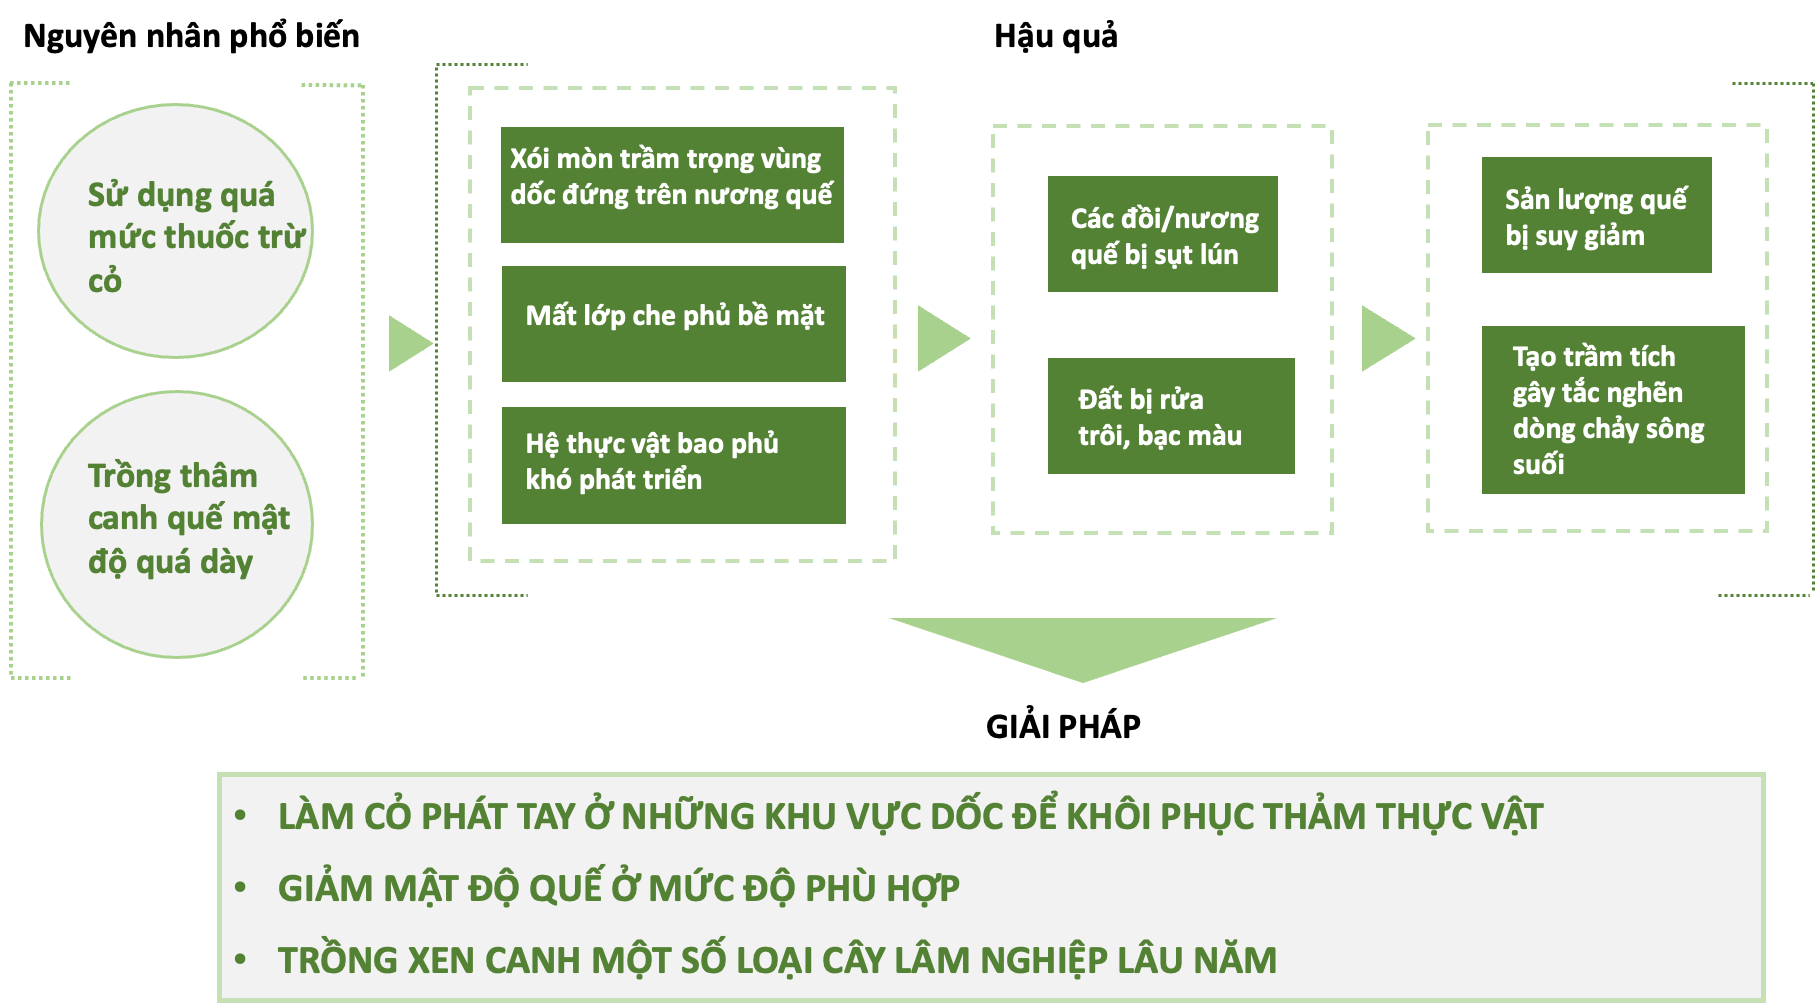 Nguyên nhân phổ biến
Hậu quả
Sử dụng quá
mức thuốc trừ
cỏ
Trồng thâm
canh quế mật
độ quá dày
Xói mòn trầm trọng vùng
dốc đứng trên nương quế
Mất lớp che phủ bề mặt
Hệ thực vật bao phủ
khó phát triển
Các đồi/nương
quế bị sụt lún
Đất bị rửa
trôi, bạc màu
Sản lượng quế
bị suy giảm
Tạo trầm tích
gây tắc nghẽn
dòng chảy sông
suối
GIẢI PHÁP
• LÀM CỎ PHÁT TAY Ở NHỮNG KHU VỰC DỐC ĐỂ KHÔI PHỤC THẢM THỰC VẬT
• GIẢM MẬT ĐỘ QUẾ Ở MỨC ĐỘ PHÙ HỢP
• TRỒNG XEN CANH MỘT SỐ LOẠI CÂY LÂM NGHIỆP LÂU NĂM